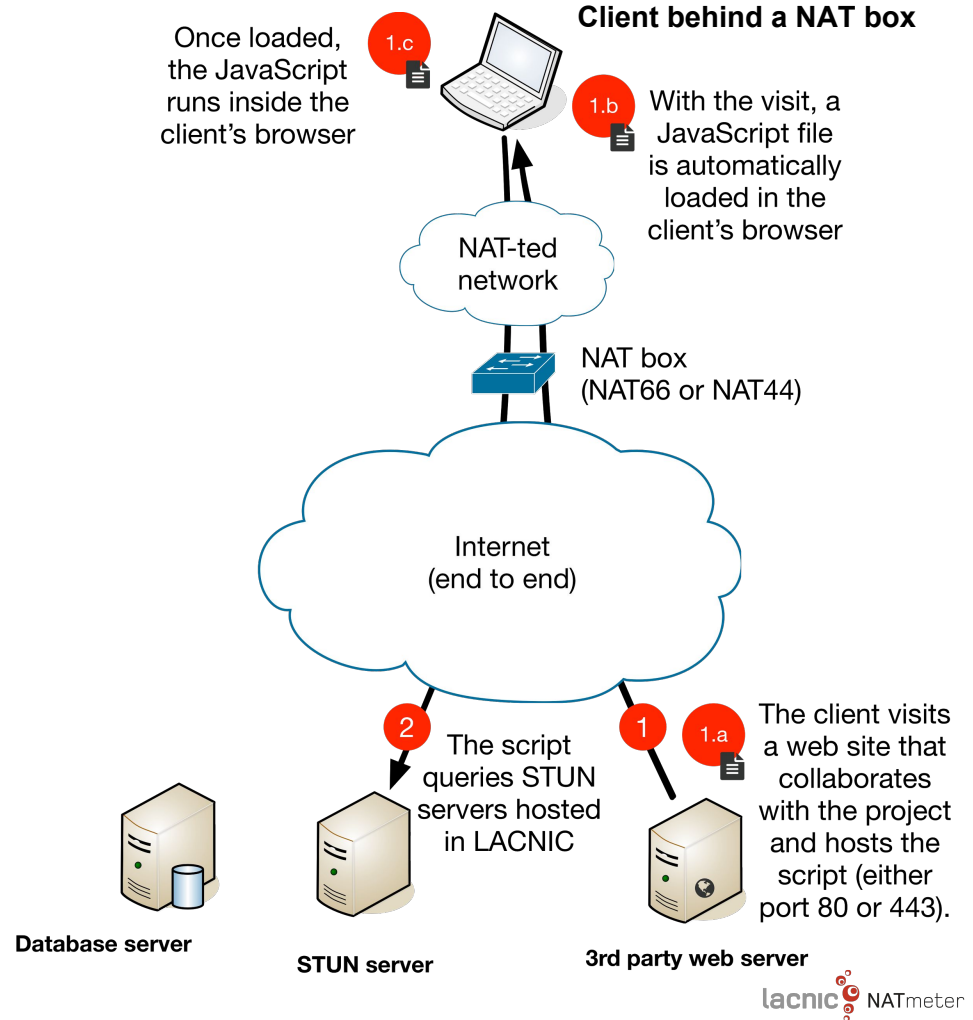 Client behind a NAT box
Once loaded,
the JavaScript
runs inside the
client's browser
1.c
1.b
With the visit, a
JavaScript file
is automatically
loaded in the
client's browser
NAT-ted
network
NAT box
(NAT66 or NAT44)
Internet
(end to end)
2
The script
queries STUN
servers hosted
in LACNIC
1
1.a
The client visits
a web site that
collaborates
with the project
and hosts the
script (either
port 80 or 443).
Database server
STUN server
3rd party web server
lacnic NATmeter